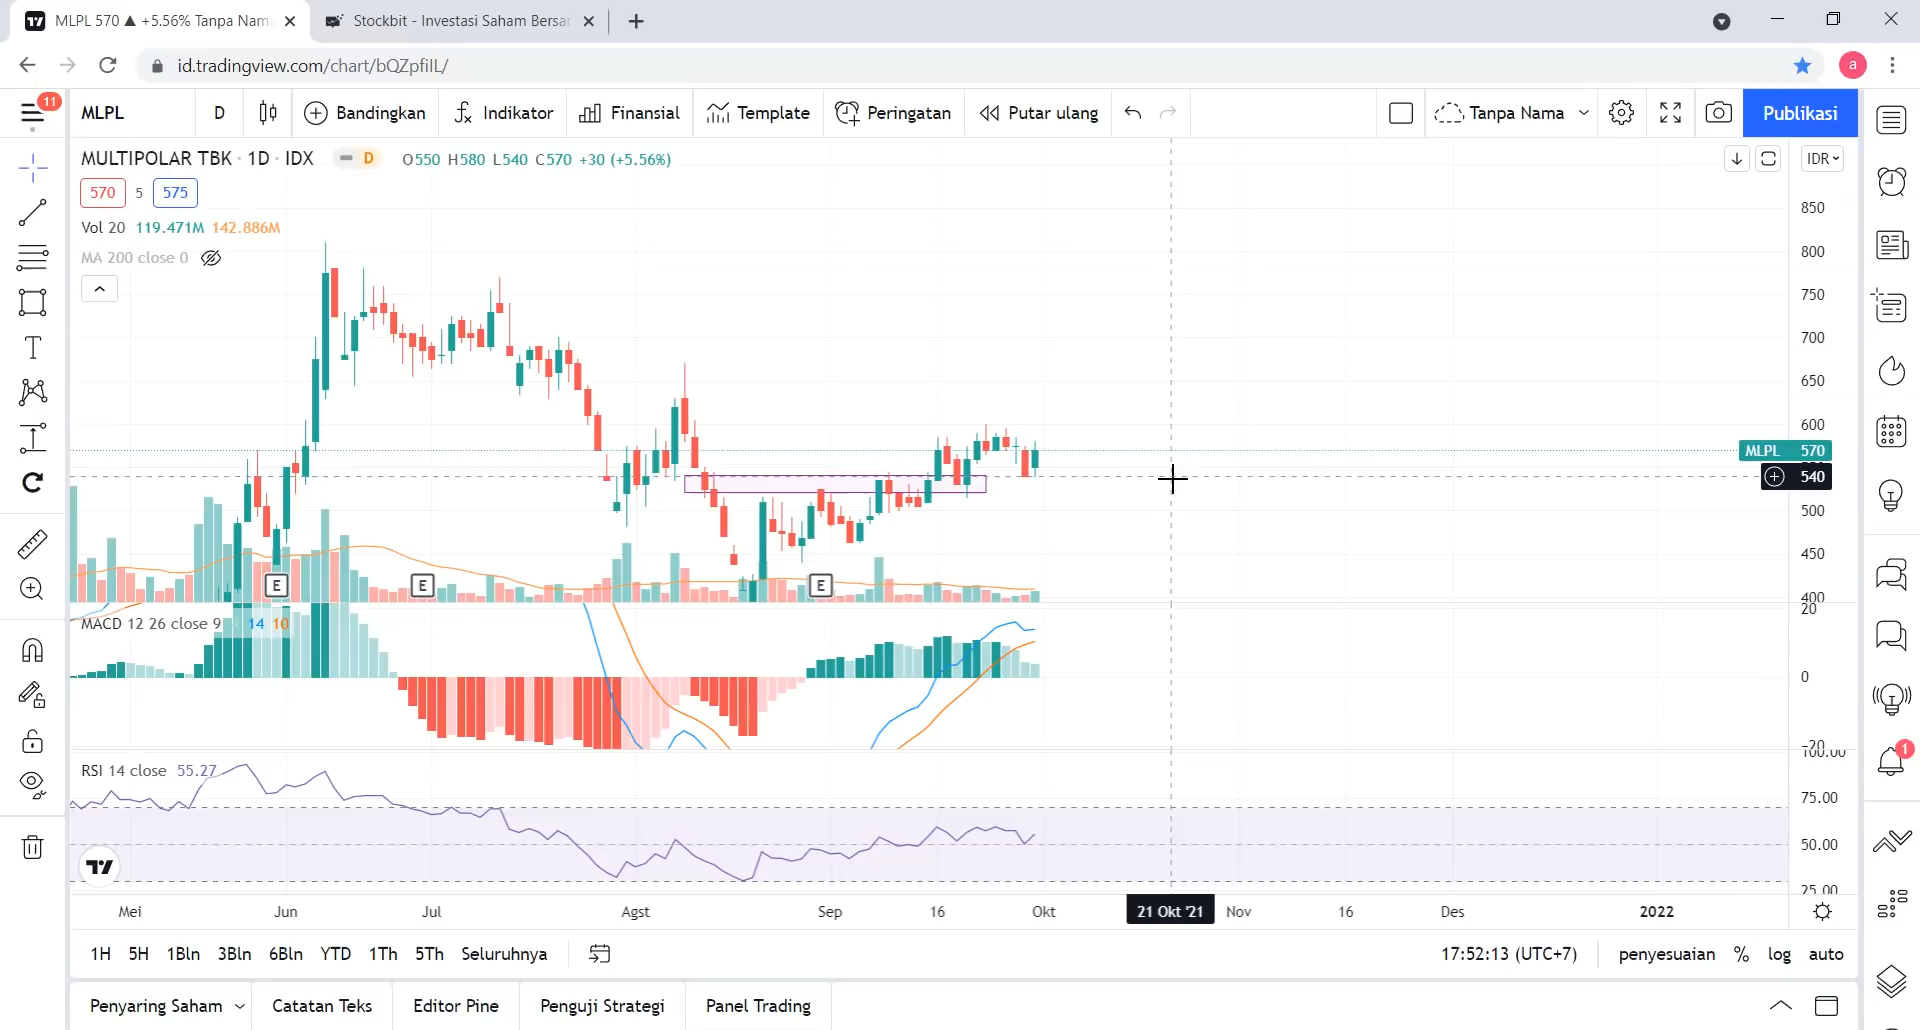 MLPL 570 ▲ +5.56% Tanpa Nam
Stockbit - Investasi Saham Bersar
id.tradingview.com/chart/bQZpfiIL/
a
11
MLPL
D
Bandingkan
Indikator
Finansial
Template
Peringatan
Putar ulang
Tanpa Nama
Publikasi
MULTIPOLAR TBK · 1D · IDX
D
O550 H580 L540 C570 +30 (+5.56%)
IDR
570
5
575
Vol 20 119.471M 142.886M
MA 200 close 0
850
800
750
700
650
600
MLPL 570
540
500
450
400
E
E
E
MACD 12 26 close 9 14 10
20
0
-20
RSI 14 close 55.27
100.00
75.00
50.00
25.00
1
Mei
Jun
Jul
Agst
Sep
16
Okt
21 Okt '21
Nov
16
Des
2022
1H
5H
1Bln
3Bln
6Bln
YTD
1Th
5Th
Seluruhnya
17:52:13 (UTC+7)
penyesuaian
%
log
auto
Penyaring Saham
Catatan Teks
Editor Pine
Penguji Strategi
Panel Trading